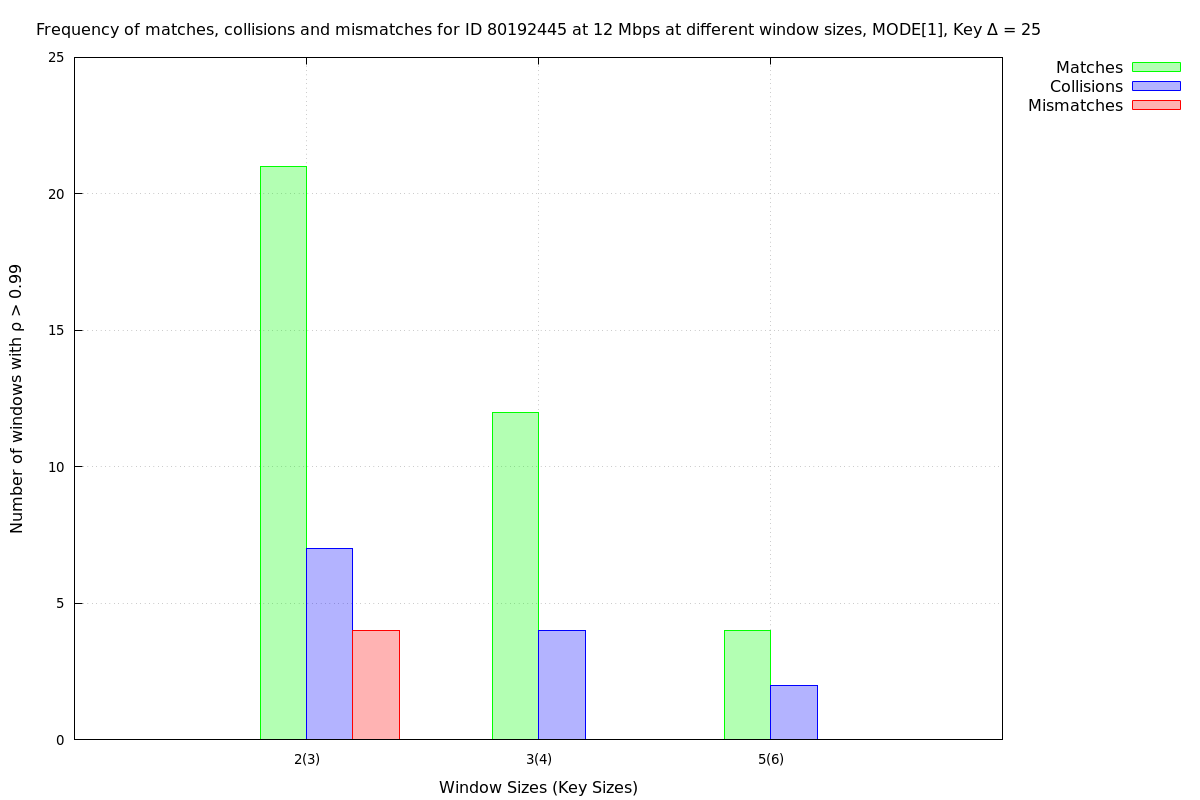 Frequency of matches, collisions and mismatches for ID 80192445 at 12 Mbps at different window sizes, MODE[1], Key Δ = 25
Matches
Collisions
Mismatches
Number of windows with ρ > 0.99
25
20
15
10
5
0
2(3) 3(4) 5(6)
Window Sizes (Key Sizes)